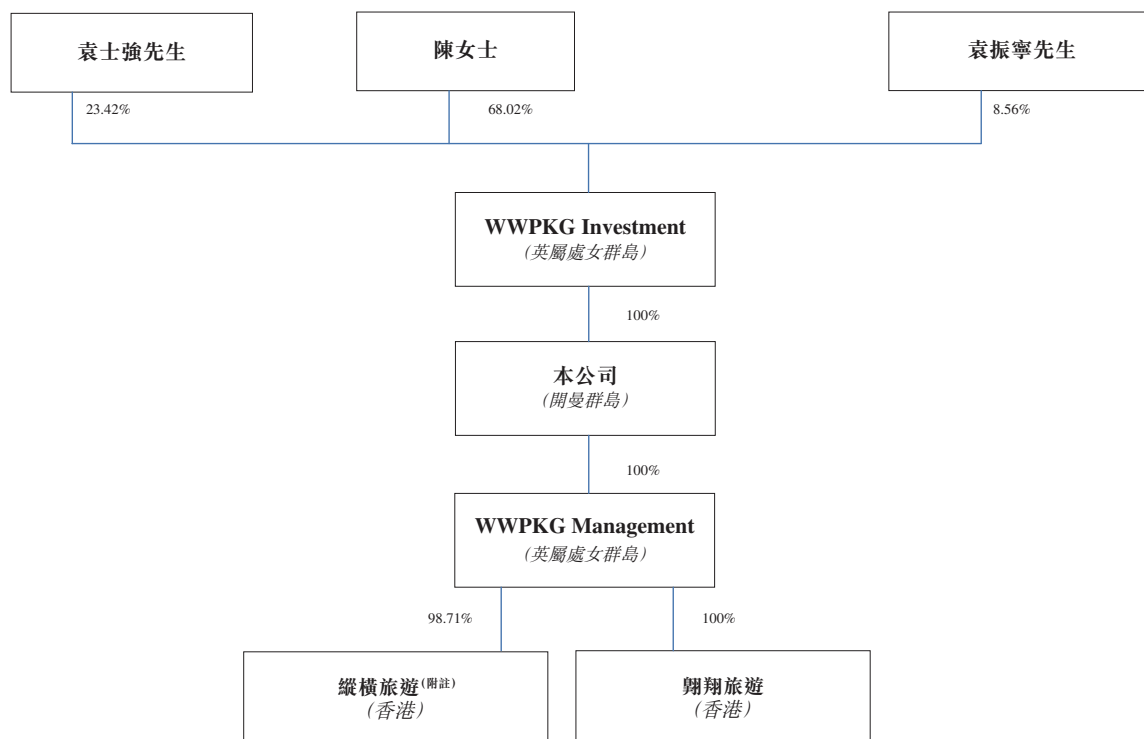 袁士強先生
陳女士
袁振寧先生
23.42%
68.02%
8.56%
WWPKG Investment
（英屬處女群島）
100%
本公司
（開曼群島）
100%
WWPKG Management
（英屬處女群島）
98.71%
100%
縱橫旅遊(附註)
（香港）
翺翔旅遊
（香港）